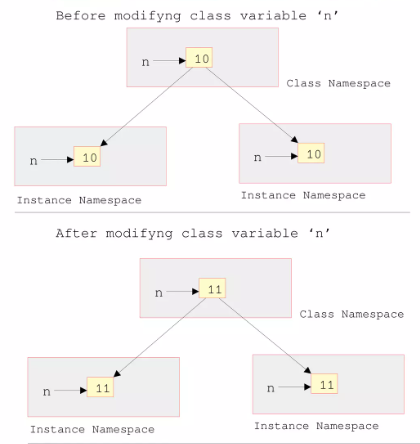 Before modifyng class variable ‘n’
n 10
Class Namespace
n 10
n 10
Instance Namespace
Instance Namespace
After modifyng class variable ‘n’
n 11
Class Namespace
n 11
n 11
Instance Namespace
Instance Namespace